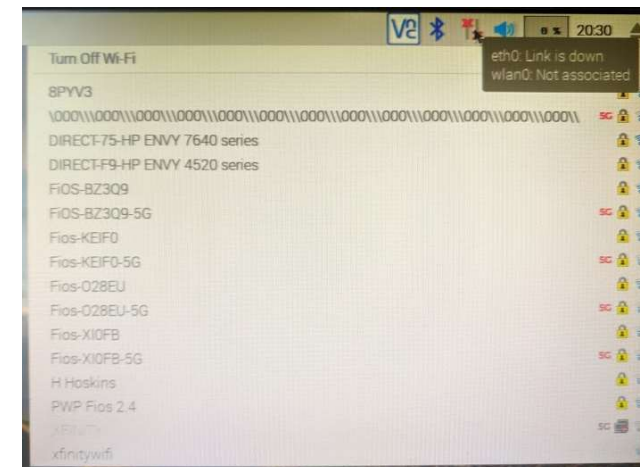 V2 0 % 20:30
Turn Off Wi-Fi
eth0: Link is down
wlan0: Not associated
8PYV3
\000\\\000\\\000\\\000\\\000\\\000\\\000\\\000\\\000\\\000\\\000\\\000\\\000\\\000\\ 5G
DIRECT-75-HP ENVY 7640 series
DIRECT-F9-HP ENVY 4520 series
FiOS-BZ3Q9
FiOS-BZ3Q9-5G 5G
Fios-KEIF0
Fios-KEIF0-5G 5G
Fios-O28EU
Fios-O28EU-5G 5G
Fios-XI0FB
Fios-XI0FB-5G 5G
H Hoskins
PWP Fios 2.4
XFINITY 5G
xfinitywifi